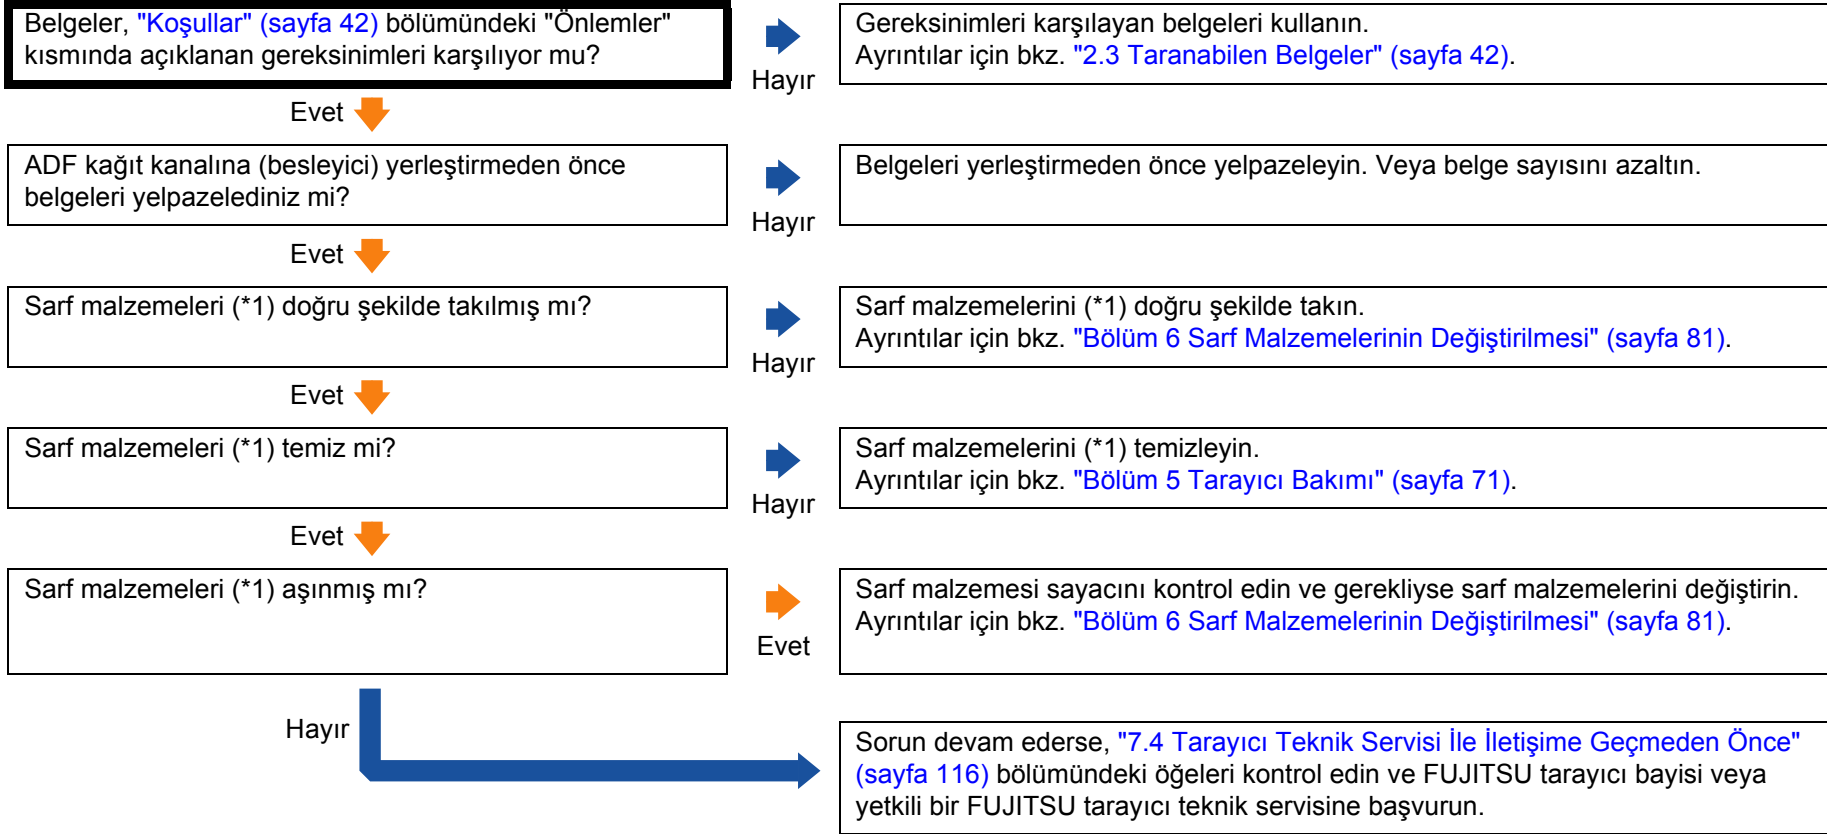 Belgeler, "Koşullar" (sayfa 42) bölümündeki "Önlemler"
kısmında açıklanan gereksinimleri karşılıyor mu?
Hayır
Gereksinimleri karşılayan belgeleri kullanın.
Ayrıntılar için bkz. "2.3 Taranabilen Belgeler" (sayfa 42).
Evet
ADF kağıt kanalına (besleyici) yerleştirmeden önce
belgeleri yelpazelediniz mi?
Hayır
Belgeleri yerleştirmeden önce yelpazeleyin. Veya belge sayısını azaltın.
Evet
Sarf malzemeleri (*1) doğru şekilde takılmış mı?
Hayır
Sarf malzemelerini (*1) doğru şekilde takın.
Ayrıntılar için bkz. "Bölüm 6 Sarf Malzemelerinin Değiştirilmesi" (sayfa 81).
Evet
Sarf malzemeleri (*1) temiz mi?
Hayır
Sarf malzemelerini (*1) temizleyin.
Ayrıntılar için bkz. "Bölüm 5 Tarayıcı Bakımı" (sayfa 71).
Evet
Sarf malzemeleri (*1) aşınmış mı?
Evet
Sarf malzemesi sayacını kontrol edin ve gerekliyse sarf malzemelerini değiştirin.
Ayrıntılar için bkz. "Bölüm 6 Sarf Malzemelerinin Değiştirilmesi" (sayfa 81).
Hayır
Sorun devam ederse, "7.4 Tarayıcı Teknik Servisi İle İletişime Geçmeden Önce"
(sayfa 116) bölümündeki öğeleri kontrol edin ve FUJITSU tarayıcı bayisi veya
yetkili bir FUJITSU tarayıcı teknik servisine başvurun.